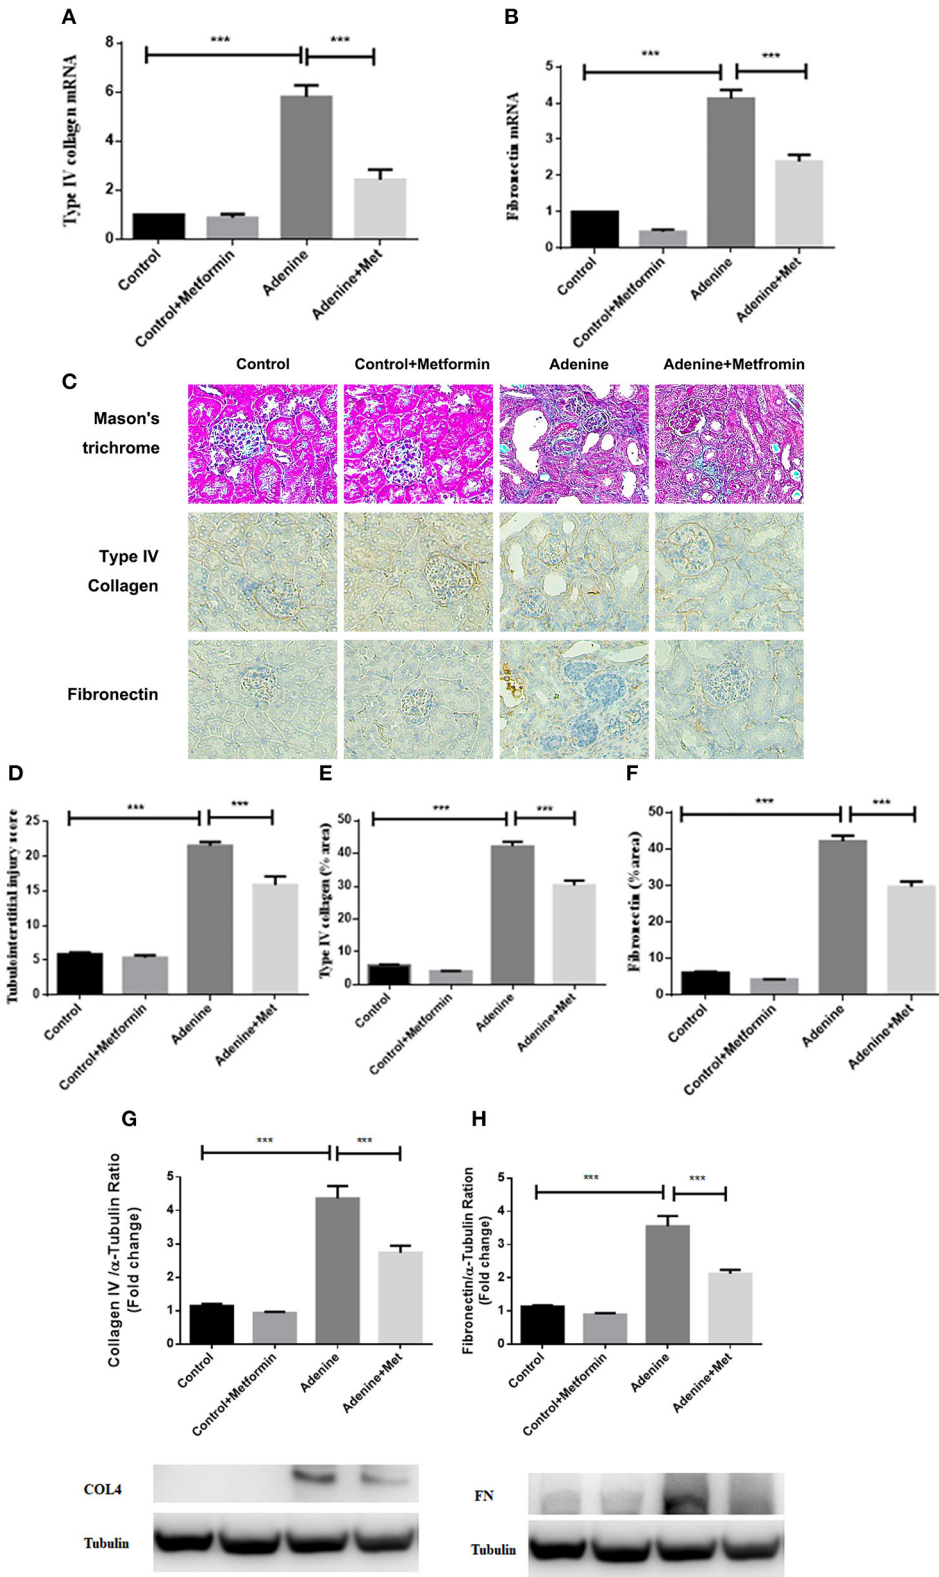 A
B
***
***
***
***
8
6
4
2
0
Type IV collagen mRNA
Control
Control+Metformin
Adenine
Adenine+Met
5
4
3
2
1
0
Fibronectin mRNA
Control
Control+Metformin
Adenine
Adenine+Met
C
Control
Control+Metformin
Adenine
Adenine+Metfromin
Mason's
trichrome
Type IV
Collagen
Fibronectin
D
E
F
***
***
25
20
15
10
5
0
Tubulointerstitial injury score
Control
Control+Metformin
Adenine
Adenine+Met
***
***
50
40
30
20
10
0
Type IV collagen (% area)
Control
Control+Metformin
Adenine
Adenine+Met
***
***
50
40
30
20
10
0
Fibronectin (% area)
Control
Control+Metformin
Adenine
Adenine+Met
G
H
***
***
5
4
3
2
1
0
Collagen IV /α-Tubulin Ratio
(Fold change)
Control
Control+Metformin
Adenine
Adenine+Met
***
***
5
4
3
2
1
0
Fibronectin/α-Tubulin Ration
(Fold change)
Control
Control+Metformin
Adenine
Adenine+Met
COL4
Tubulin
FN
Tubulin